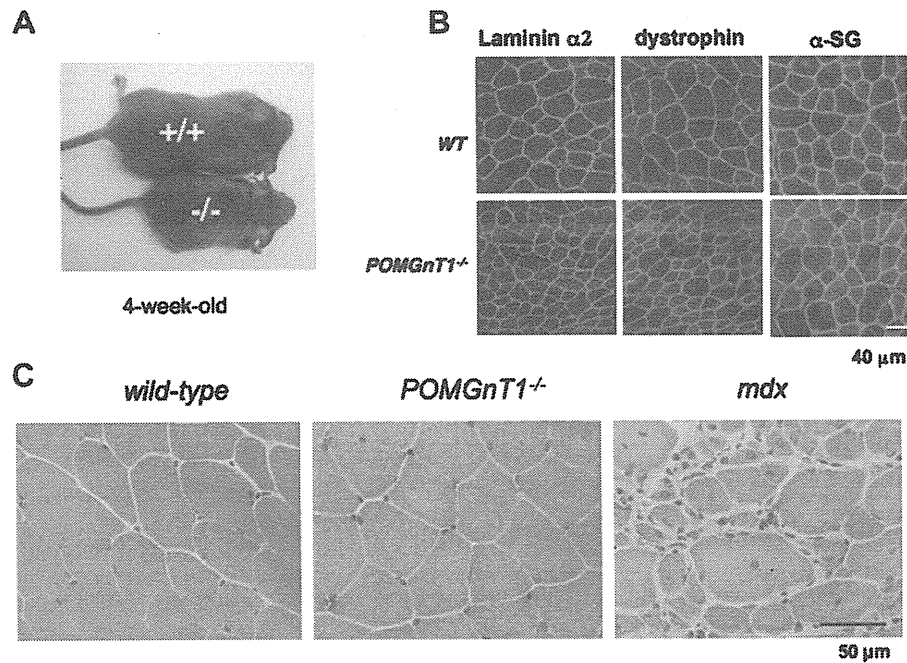 A
+/+
-/-
4-week-old
B
Laminin α2 dystrophin α-SG
WT
POMGnT1-/-
40 μm
C
wild-type POMGnT1-/- mdx
50 μm